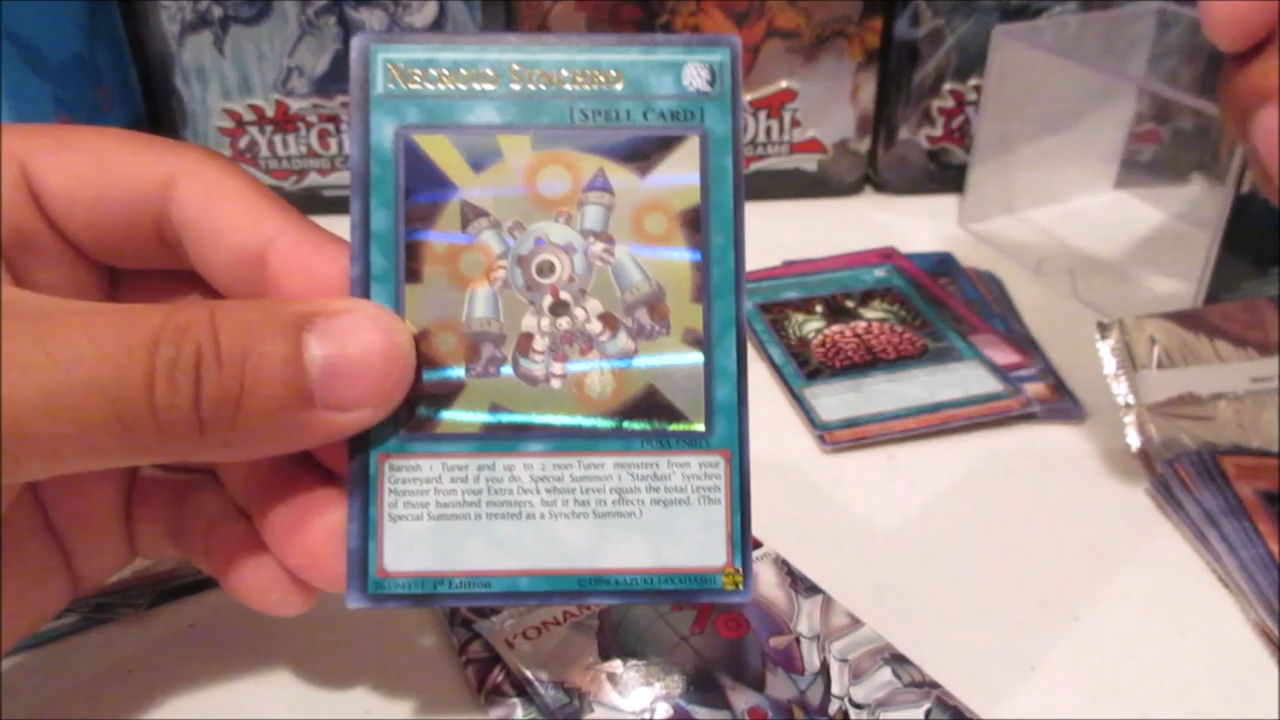 Necroid Synchro
[Spell Card]
DUSA-EN015
Banish 1 Tuner and up to 2 non-Tuner monsters from your
Graveyard, and if you do, Special Summon 1 "Stardust" Synchro
Monster from your Extra Deck whose Level equals the total Levels
of those banished monsters, but it has its effects negated. (This
Special Summon is treated as a Synchro Summon.)
1st Edition
©1996 KAZUKI TAKAHASHI
Yu-Gi
TRADING CA
Oh!
GAME
KONAMI